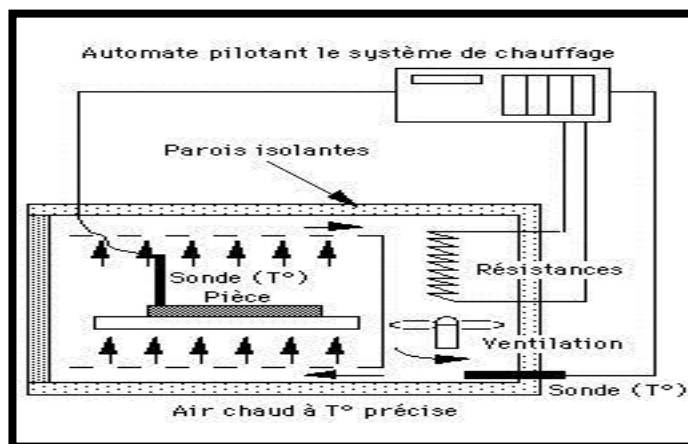 Automate pilotant le système de chauffage
Parois isolantes
Sonde (T°)
Pièce
Résistances
Ventilation
Sonde (T°)
Air chaud à T° précise